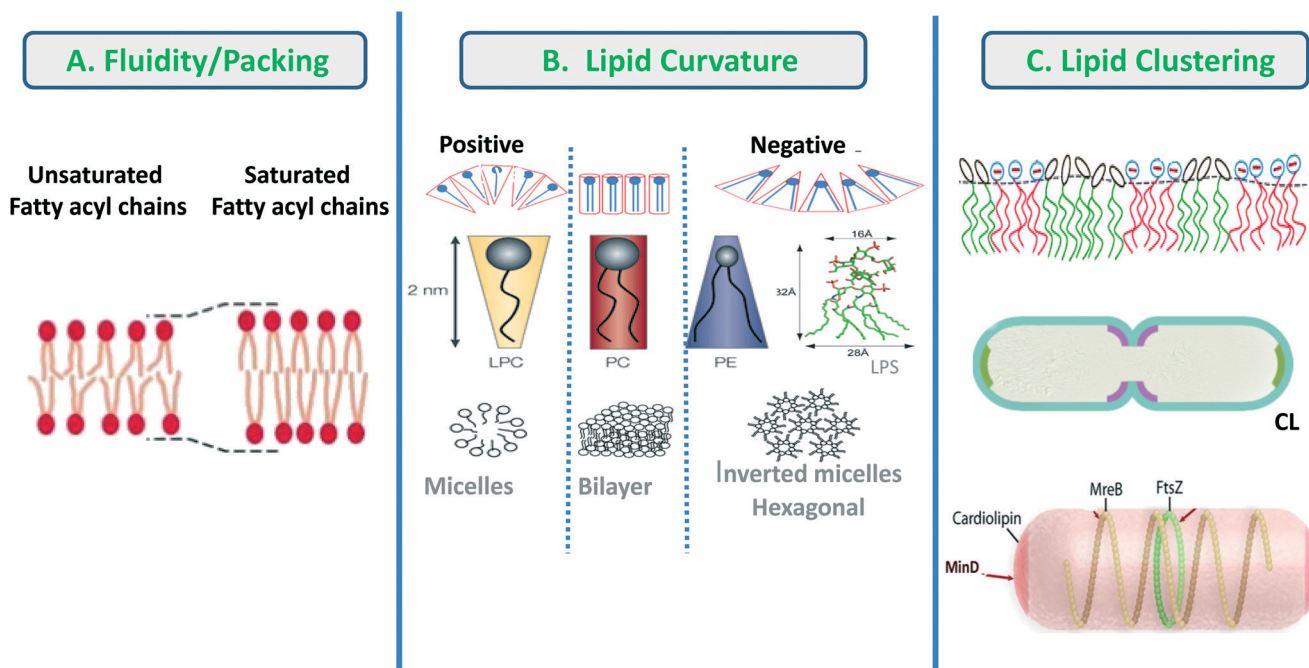 A. Fluidity/Packing
Unsaturated
Fatty acyl chains
Saturated
Fatty acyl chains
B. Lipid Curvature
Positive
Negative
2 nm
LPC
PC
PE
16Å
32Å
28Å
LPS
Micelles
Bilayer
Inverted micelles
Hexagonal
C. Lipid Clustering
CL
MreB
FtsZ
Cardiolipin
MinD